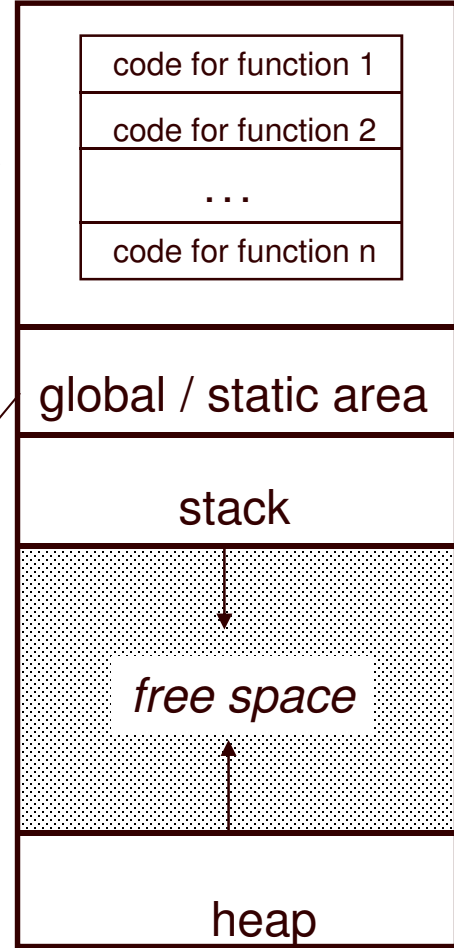 code for function 1
code for function 2
...
code for function n
global / static area
stack
free space
heap